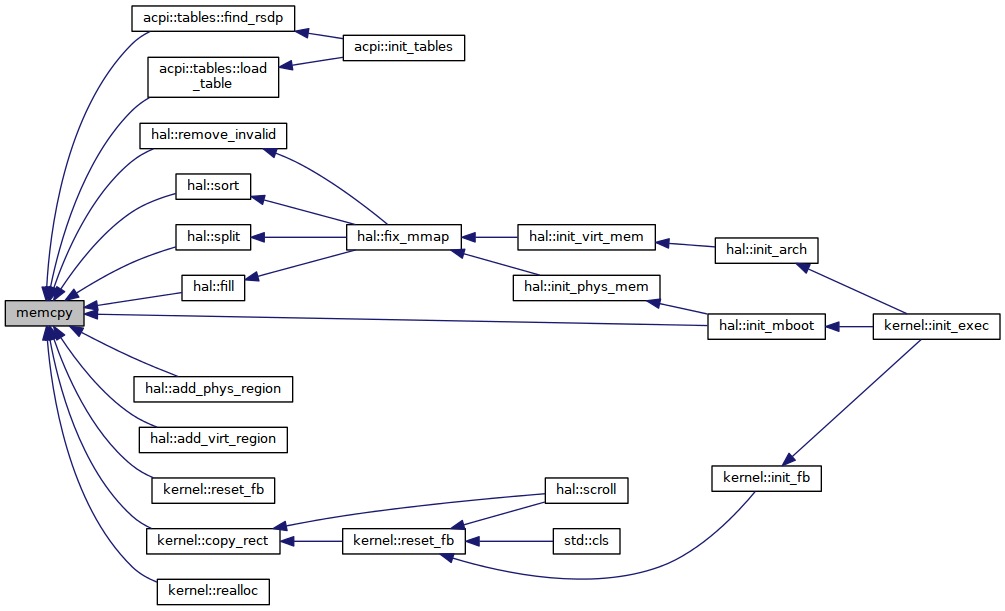 acpi::tables::find_rsdp
acpi::init_tables
acpi::tables::load
_table
hal::remove_invalid
hal::sort
hal::split
hal::fix_mmap
hal::init_virt_mem
hal::init_arch
hal::fill
hal::init_phys_mem
memcpy
hal::init_mboot
kernel::init_exec
hal::add_phys_region
hal::add_virt_region
kernel::init_fb
kernel::reset_fb
hal::scroll
kernel::copy_rect
kernel::reset_fb
std::cls
kernel::realloc